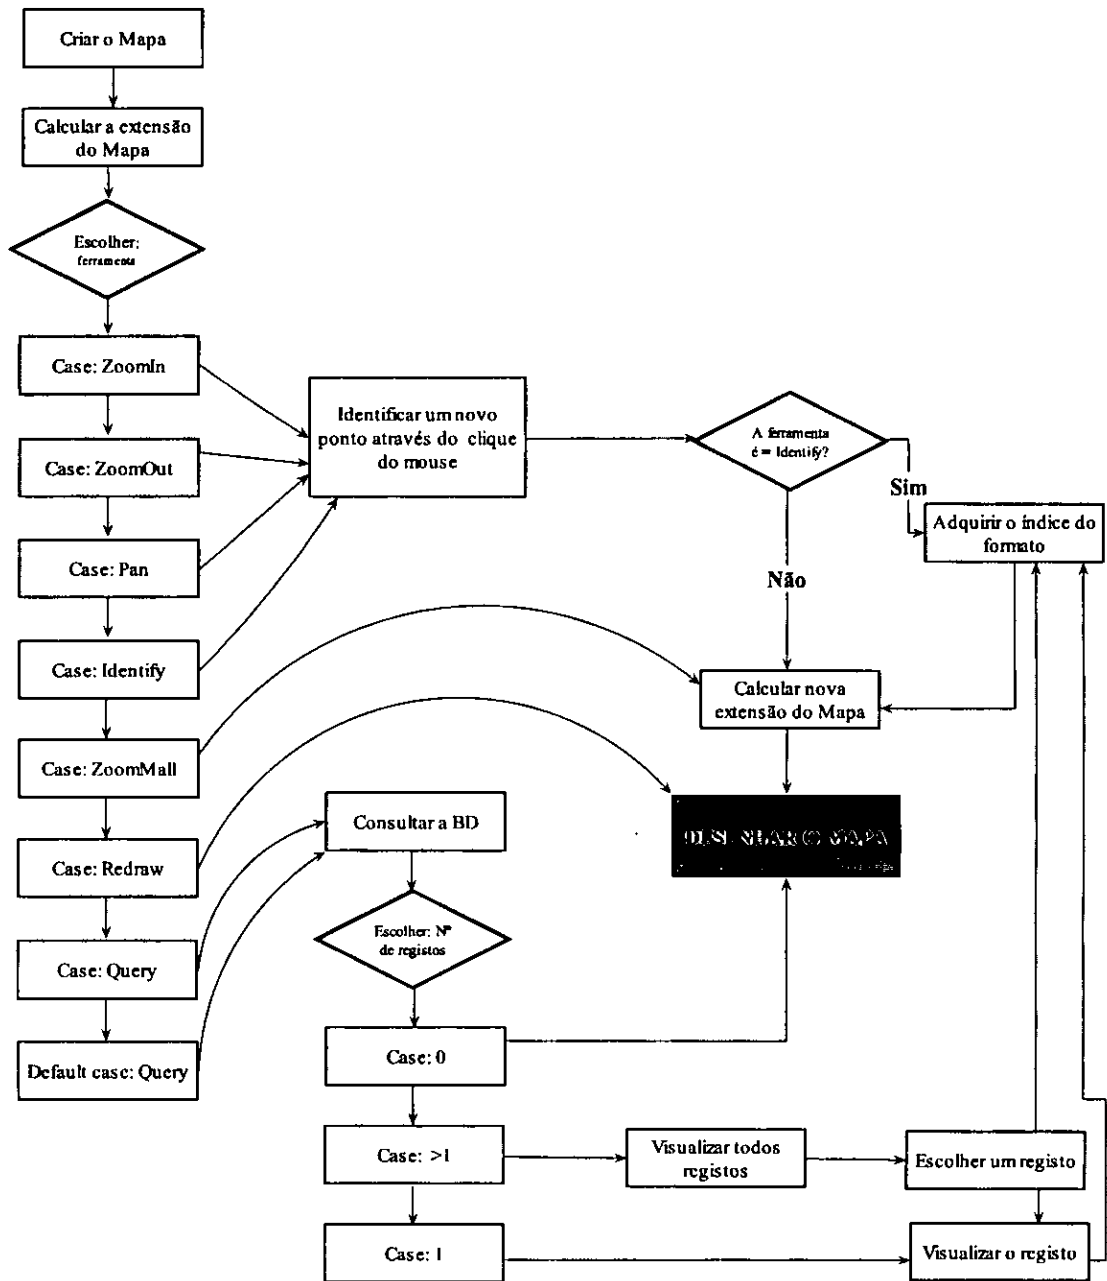 Criar o Mapa
Calcular a extensão
do Mapa
Escolher:
ferramenta
Case: ZoomIn
Case: ZoomOut
Case: Pan
Case: Identify
Case: ZoomMall
Case: Redraw
Case: Query
Default case: Query
Identificar um novo
ponto através do clique
do mouse
A ferramenta
é = Identify?
Sim
Não
Adquirir o índice do
formato
Calcular nova
extensão do Mapa
DESENHAR O MAPA
Consultar a BD
Escolher: Nº
de registos
Case: 0
Case: >1
Case: 1
Visualizar todos
registos
Escolher um registo
Visualizar o registo